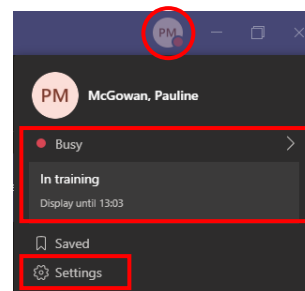 PM
PM
McGowan, Pauline
Busy
In training
Display until 13:03
Saved
Settings